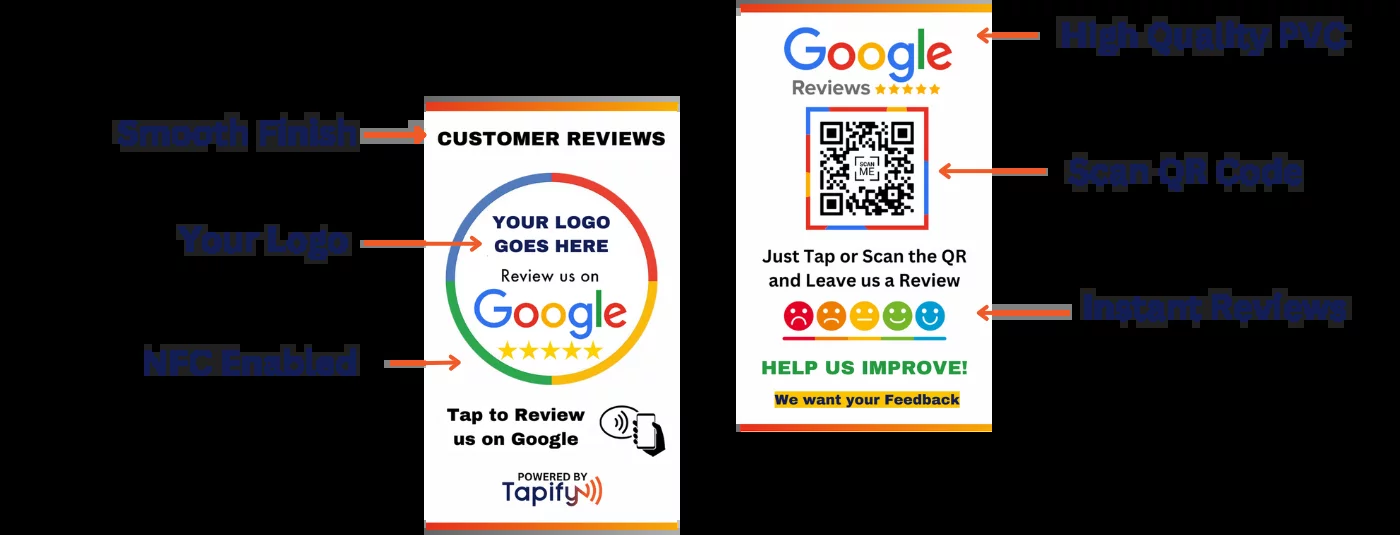 Smooth Finish
Your Logo
NFC Enabled
CUSTOMER REVIEWS
YOUR LOGO
GOES HERE
Review us on
Google
Tap to Review
us on Google
POWERED BY
Tapify
Google
Reviews
SCAN
ME
Just Tap or Scan the QR
and Leave us a Review
HELP US IMPROVE!
We want your Feedback
High Quality PVC
Scan QR Code
Instant Reviews